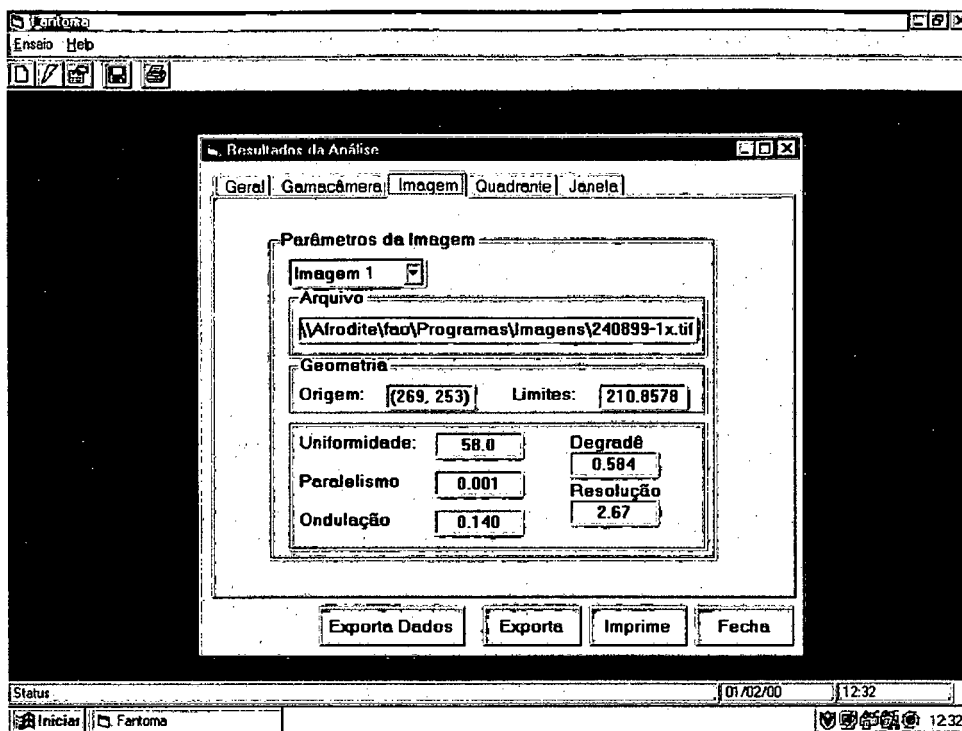 Fantoma
Ensaio Help
Resultados da Análise
Geral Gamacâmera Imagem Quadrante Janela
Parâmetros da Imagem
Imagem 1
Arquivo
\\Afrodite\fao\Programas\Imagens\240899-1x.tif
Geometria
Origem: (269, 253) Limites: 210.8578
Uniformidade: 58.0 Degradê
0.584
Paralelismo 0.001 Resolução
2.67
Ondulação 0.140
Exporta Dados Exporta Imprime Fecha
Status 01/02/00 12:32
Iniciar Fantoma 12:32